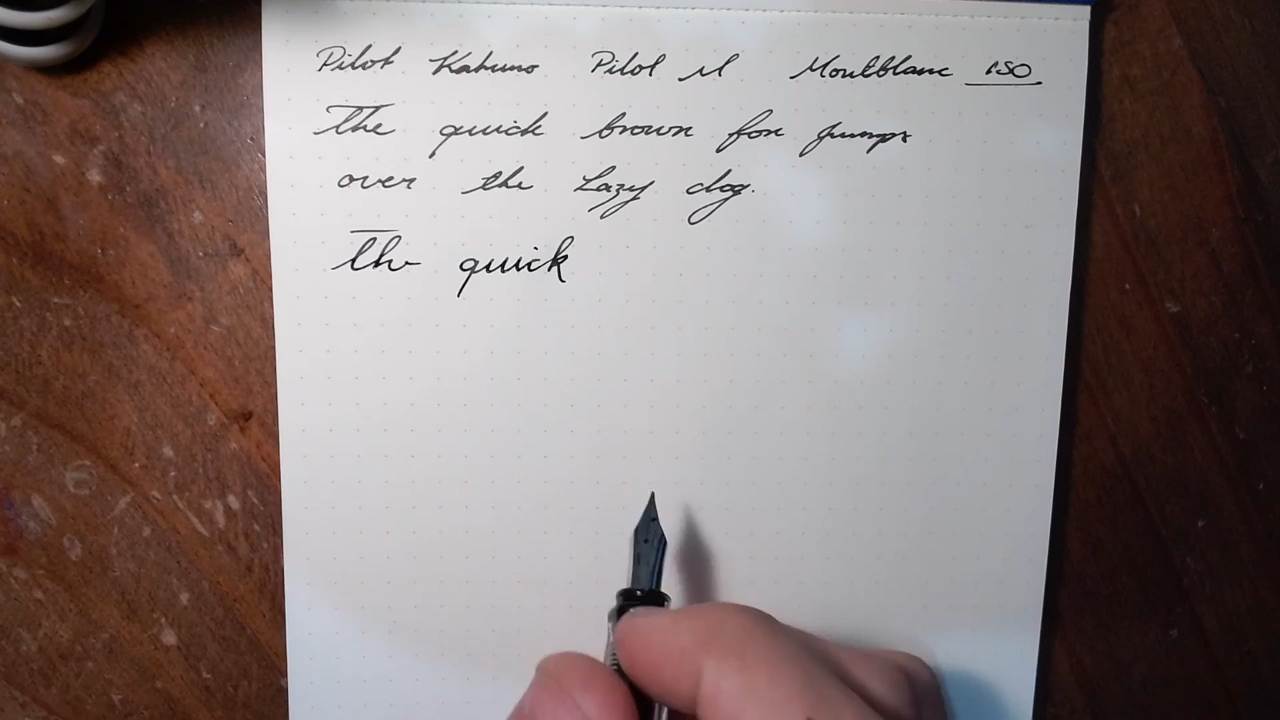 Pilot Kakuno Pilot M Montblanc 150
The quick brown fox jumps
over the Lazy dog.
The quick